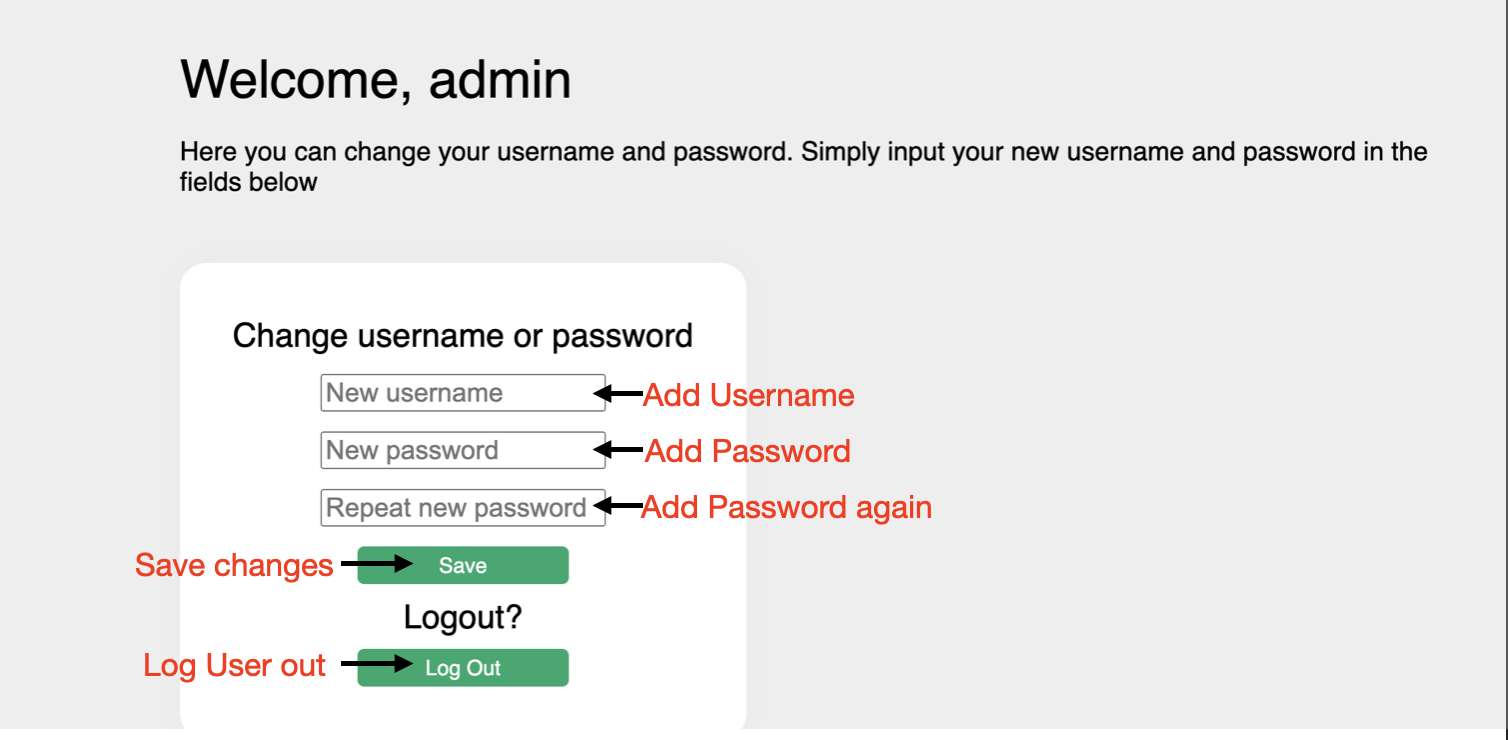 Welcome, admin
Here you can change your username and password. Simply input your new username and password in the
fields below
Change username or password
New username
Add Username
New password
Add Password
Repeat new password
Add Password again
Save changes
Save
Logout?
Log User out
Log Out